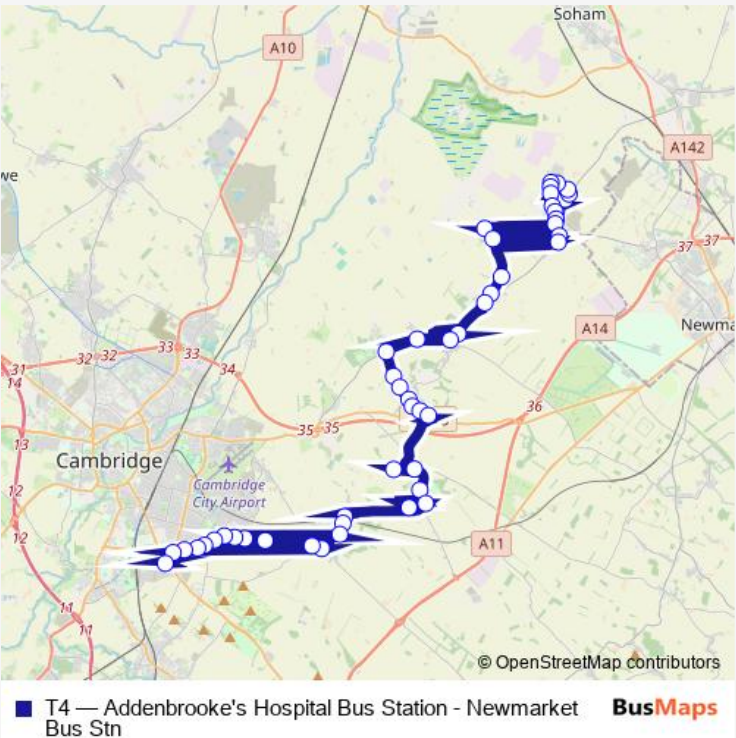 Soham
A10
A142
we
37 37
A14
Newma
33
32 32
33
31
34
14
36
35 35
13
Cambridge
Cambridge
City Airport
12
12
A11
11
11
© OpenStreetMap contributors
T4 — Addenbrooke's Hospital Bus Station - Newmarket
Bus Stn
BusMaps